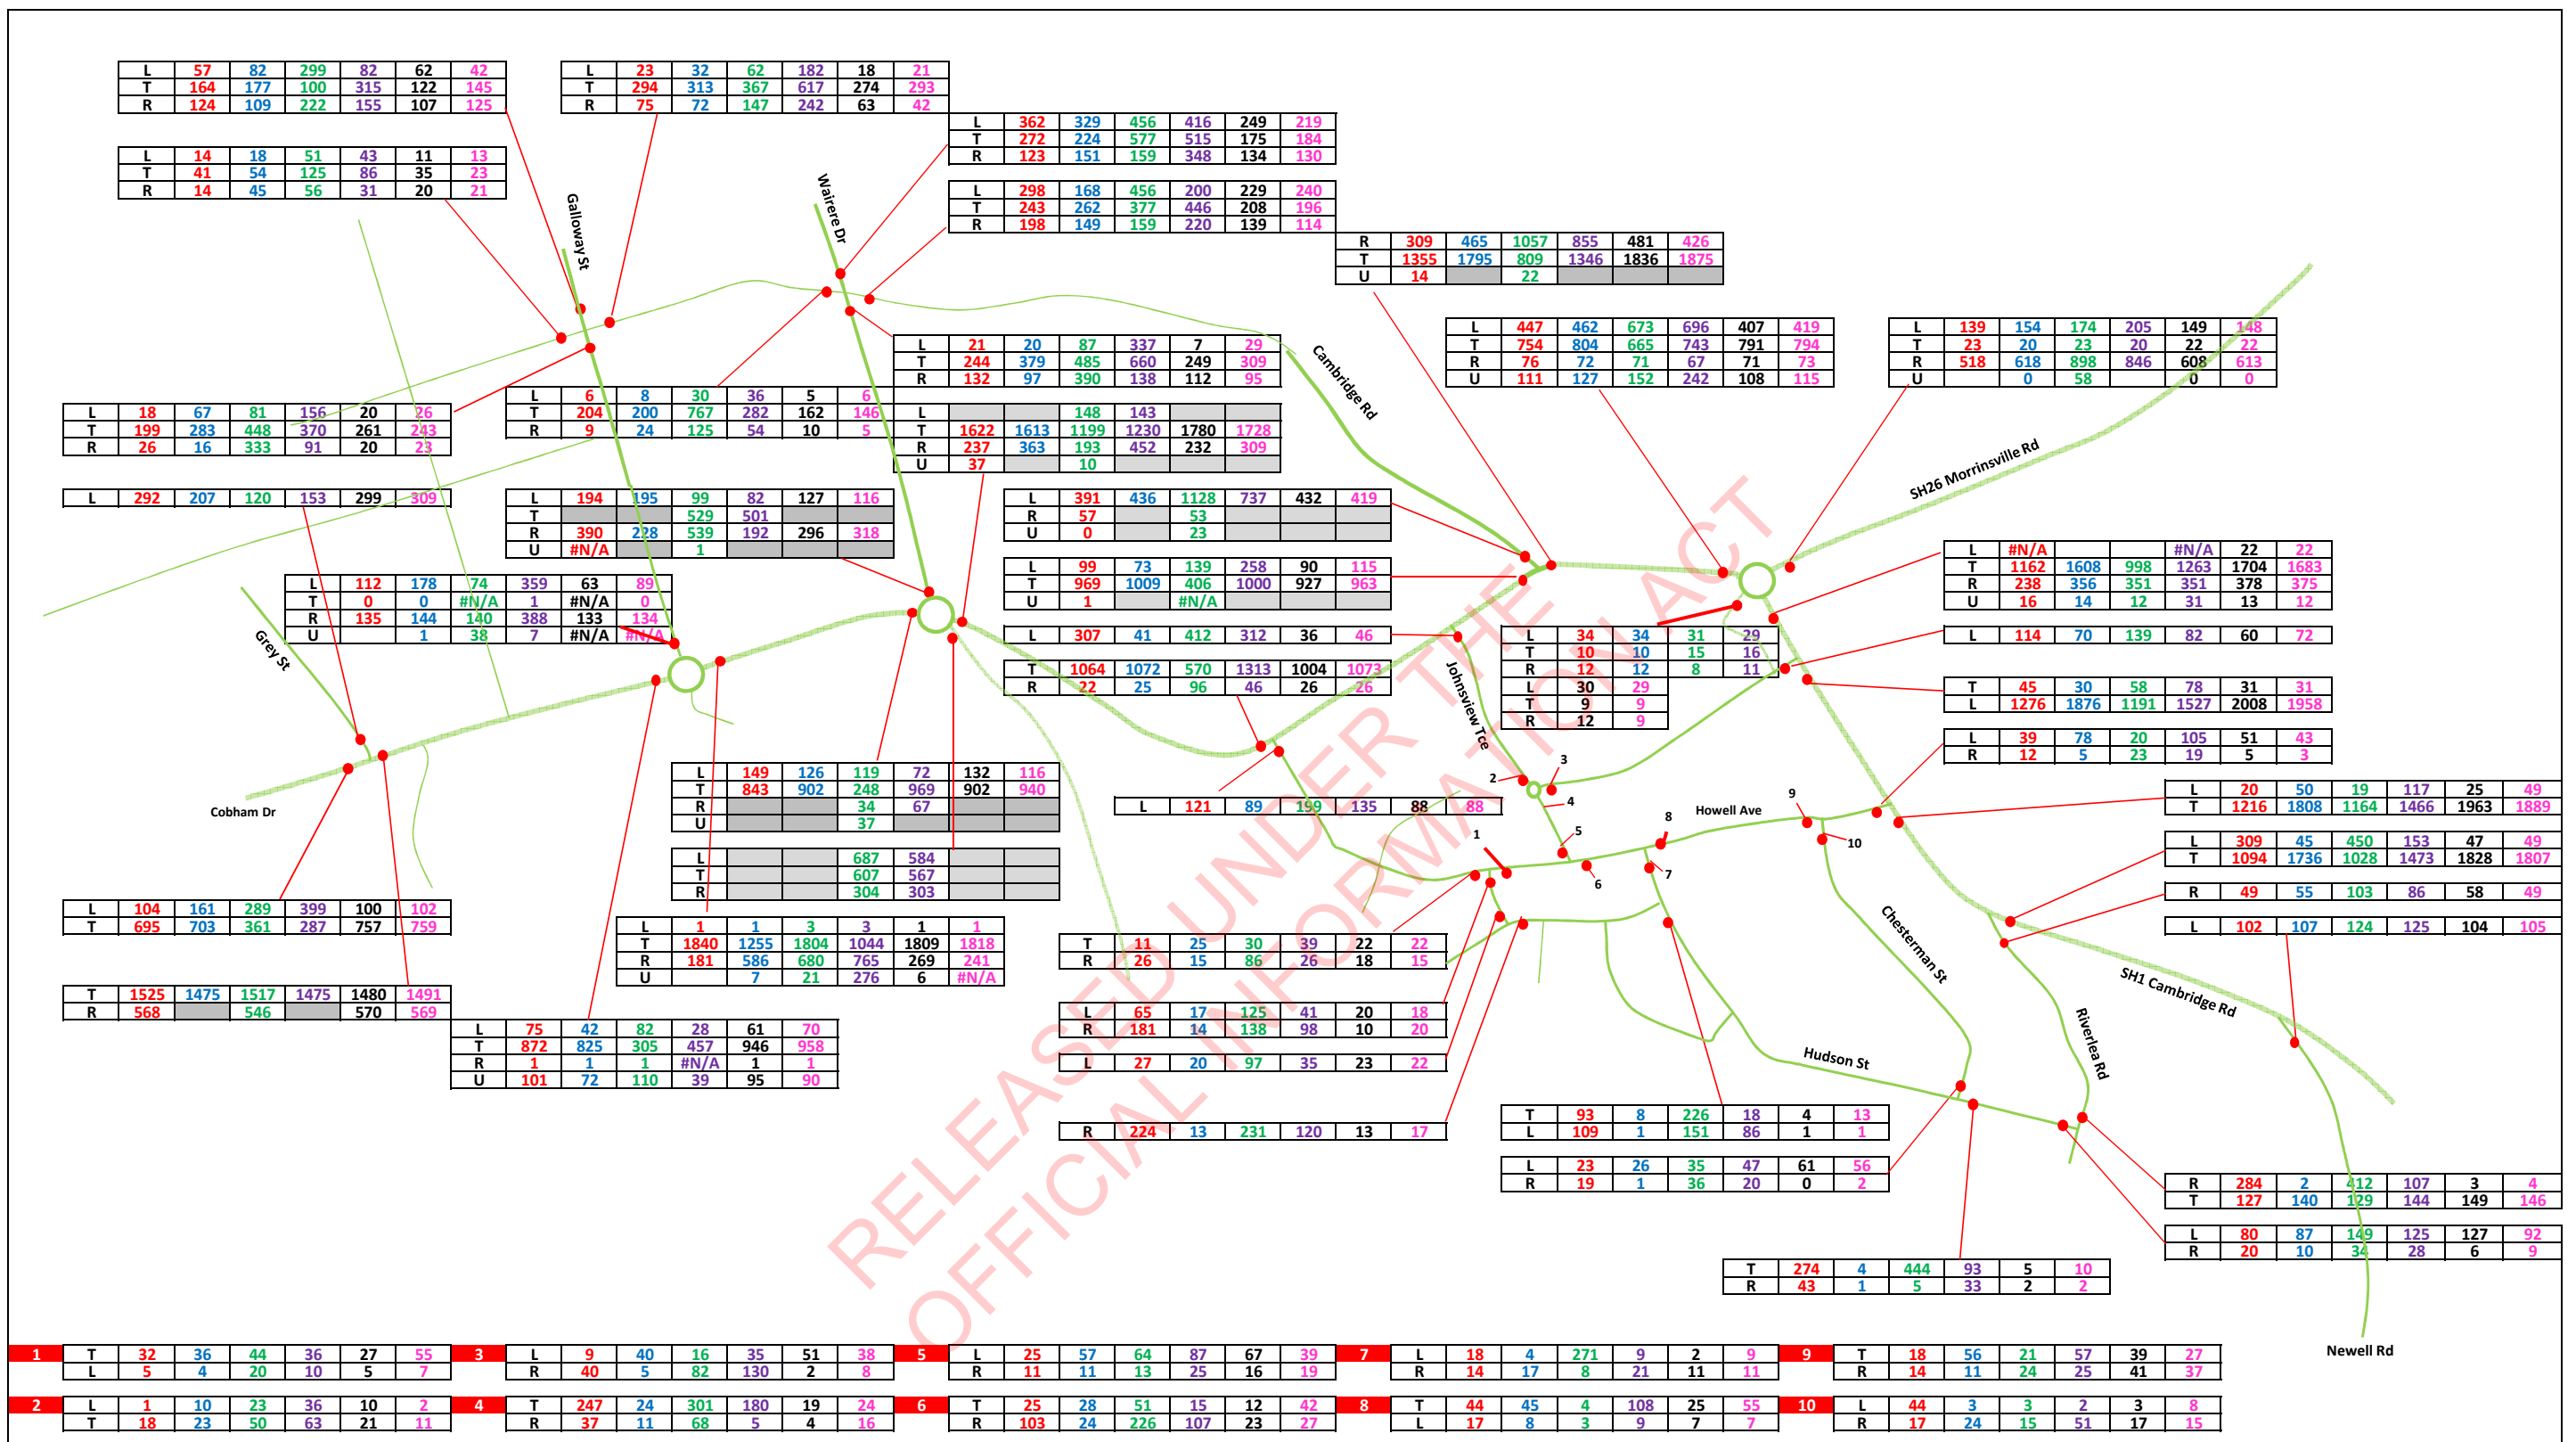 L 57 82 299 82 62 42
T 164 177 100 315 122 145
R 124 109 222 155 107 125
L 23 32 62 182 18 21
T 294 313 367 617 274 293
R 75 72 147 242 63 42
L 362 329 456 416 249 219
T 272 224 577 515 175 184
R 123 151 159 348 134 130
L 14 18 51 43 11 13
T 41 54 125 86 35 23
R 14 45 56 31 20 21
L 298 168 456 200 229 240
T 243 262 377 446 208 196
R 198 149 159 220 139 114
Galloway St
Wairere Dr
R 309 465 1057 855 481 426
T 1355 1795 809 1346 1836 1875
U 14 22
L 447 462 673 696 407 419
T 754 804 665 743 791 794
R 76 72 71 67 71 73
U 111 127 152 242 108 115
L 139 154 174 205 149 148
T 23 20 23 20 22 22
R 518 618 898 846 608 613
U 0 58 0 0
L 21 20 87 337 7 29
T 244 379 485 660 249 309
R 132 97 390 138 112 95
Cambridge Rd
L 6 8 30 36 5 6
T 204 200 767 282 162 146
R 9 24 125 54 10 5
L 18 67 81 156 20 26
T 199 283 448 370 261 243
R 26 16 333 91 20 23
L 148 143
T 1622 1613 1199 1230 1780 1728
R 237 363 193 452 232 309
U 37 10
SH26 Morrinsville Rd
L 292 207 120 153 299 309
L 194 195 99 82 127 116
T 529 501
R 390 228 539 192 296 318
U #N/A 1
L 391 436 1128 737 432 419
R 57 53
U 0 23
L #N/A #N/A 22 22
T 1162 1608 998 1263 1704 1683
R 238 356 351 351 378 375
U 16 14 12 31 13 12
L 99 73 139 258 90 115
T 969 1009 406 1000 927 963
U 1 #N/A
L 112 178 74 359 63 89
T 0 0 #N/A 1 #N/A 0
R 135 144 140 388 133 134
U 1 38 7 #N/A #N/A
Grey St
L 307 41 412 312 36 46
L 34 34 31 29
T 10 10 15 16
R 12 12 8 11
L 30 29
T 9 9
R 12 9
L 114 70 139 82 60 72
T 1064 1072 570 1313 1004 1073
R 22 25 96 46 26 26
Johnsview Tce
T 45 30 58 78 31 31
L 1276 1876 1191 1527 2008 1958
L 39 78 20 105 51 43
R 12 5 23 19 5 3
L 149 126 119 72 132 116
T 843 902 248 969 902 940
R 34 67
U 37
Cobham Dr
L 121 89 199 135 88 88
2
3
4
5
1
6
7
8
Howell Ave
9
10
L 20 50 19 117 25 49
T 1216 1808 1164 1466 1963 1889
L 309 45 450 153 47 49
T 1094 1736 1028 1473 1828 1807
L 687 584
T 607 567
R 304 303
R 49 55 103 86 58 49
L 104 161 289 399 100 102
T 695 703 361 287 757 759
L 1 1 3 3 1 1
T 1840 1255 1804 1044 1809 1818
R 181 586 680 765 269 241
U 7 21 276 6 #N/A
L 102 107 124 125 104 105
T 11 25 30 39 22 22
R 26 15 86 26 18 15
Chesterman St
SH1 Cambridge Rd
T 1525 1475 1517 1475 1480 1491
R 568 546 570 569
L 75 42 82 28 61 70
T 872 825 305 457 946 958
R 1 1 1 #N/A 1 1
U 101 72 110 39 95 90
L 65 17 125 41 20 18
R 181 14 138 98 10 20
L 27 20 97 35 23 22
Hudson St
Riverlea Rd
R 224 13 231 120 13 17
T 93 8 226 18 4 13
L 109 1 151 86 1 1
L 23 26 35 47 61 56
R 19 1 36 20 0 2
R 284 2 412 107 3 4
T 127 140 129 144 149 146
L 80 87 149 125 127 92
R 20 10 34 28 6 9
T 274 4 444 93 5 10
R 43 1 5 33 2 2
Newell Rd
RELEASED UNDER THE
OFFICIAL INFORMATION ACT
1 T 32 36 44 36 27 55
L 5 4 20 10 5 7
3 L 9 40 16 35 51 38
R 40 5 82 130 2 8
5 L 25 57 64 87 67 39
R 11 11 13 25 16 19
7 L 18 4 271 9 2 9
R 14 17 8 21 11 11
9 T 18 56 21 57 39 27
R 14 11 24 25 41 37
2 L 1 10 23 36 10 2
T 18 23 50 63 21 11
4 T 247 24 301 180 19 24
R 37 11 68 5 4 16
6 T 25 28 51 15 12 42
R 103 24 226 107 23 27
8 T 44 45 4 108 25 55
L 17 8 3 9 7 7
10 L 44 3 3 2 3 8
R 17 24 15 51 17 15